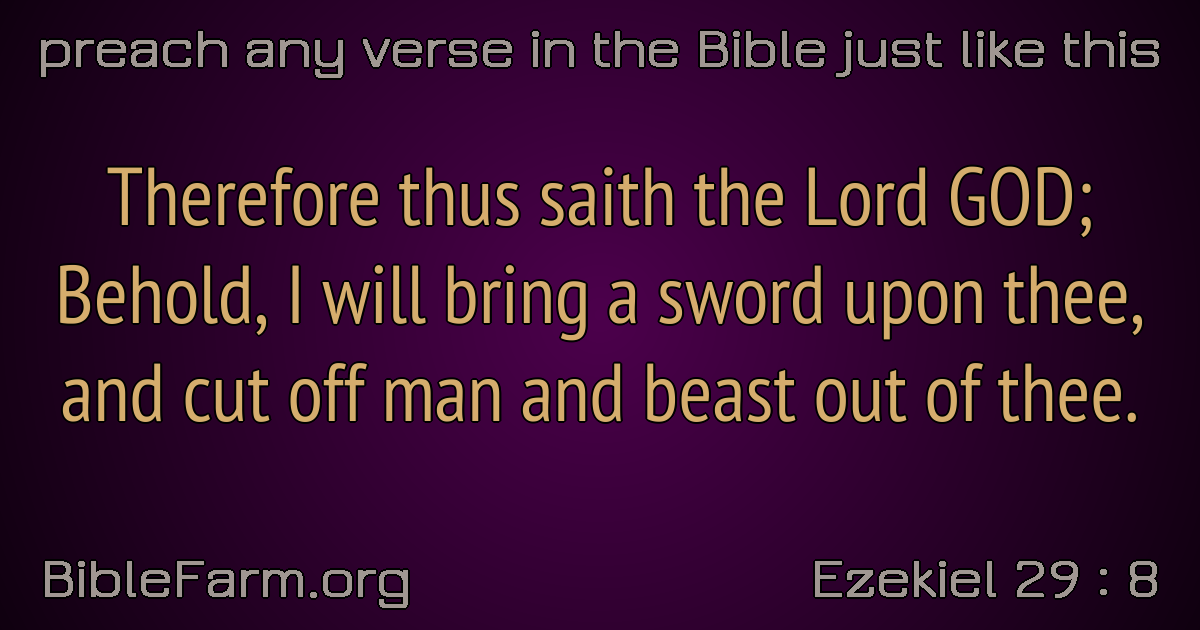 preach any verse in the Bible just like this
Therefore thus saith the Lord GOD;
Behold, I will bring a sword upon thee,
and cut off man and beast out of thee.
BibleFarm.org
Ezekiel 29 : 8